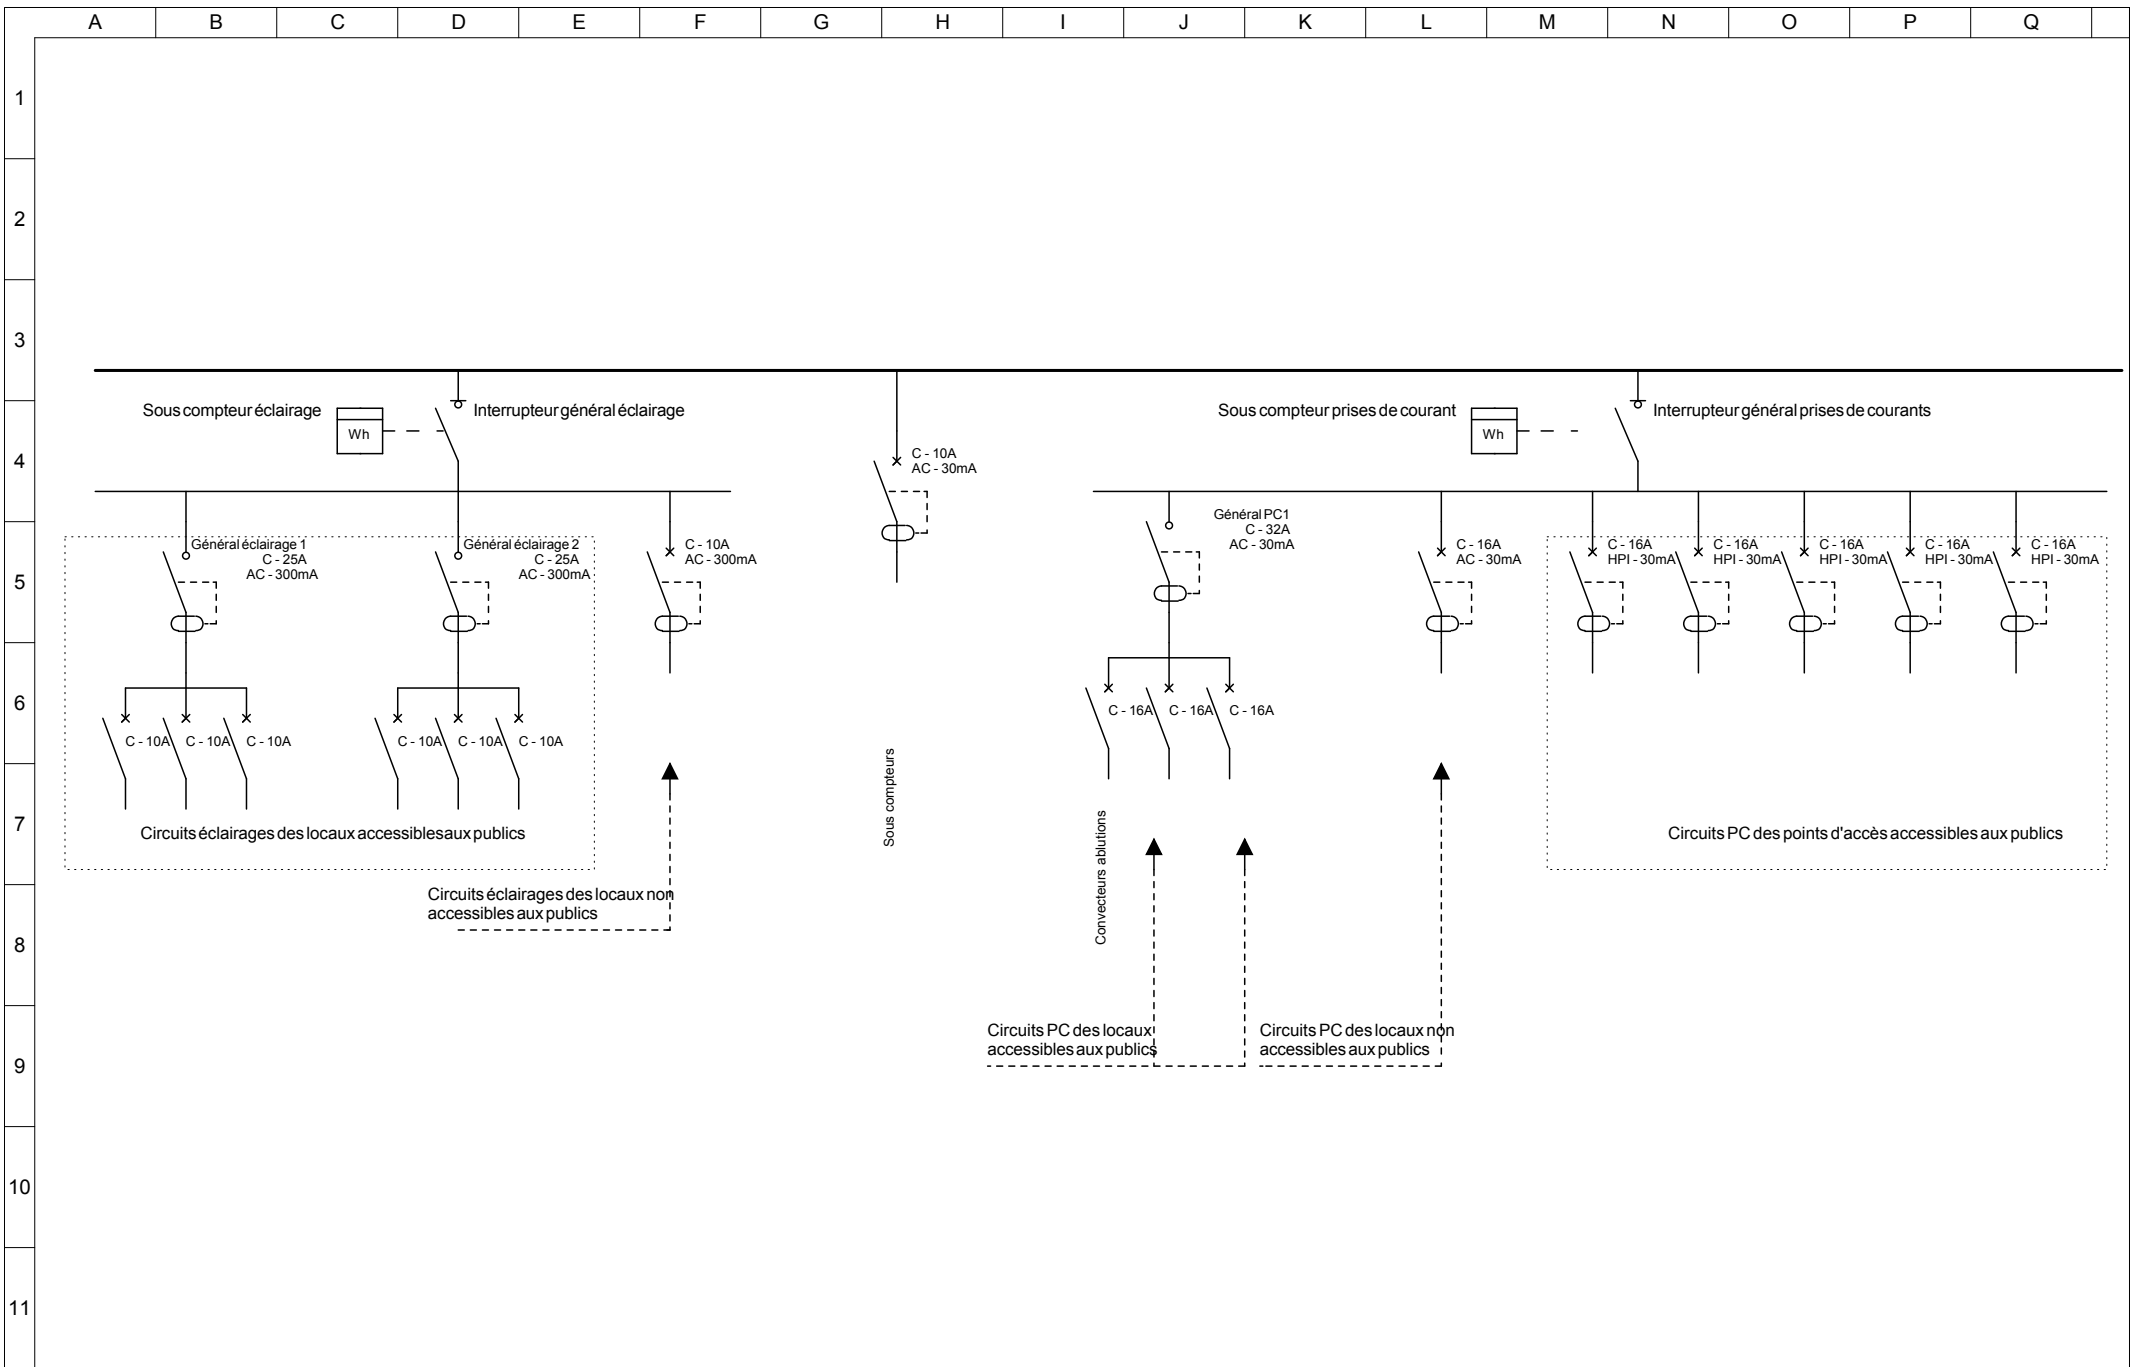 A B C D E F G H I J K L M N O P Q
1
2
3
Sous compteur éclairage
Wh
Interrupteur général éclairage
Sous compteur prises de courant
Wh
Interrupteur général prises de courants
4
C - 10A
AC - 30mA
Général éclairage 1
C - 25A
AC - 300mA
Général éclairage 2
C - 25A
AC - 300mA
C - 10A
AC - 300mA
Général PC1
C - 32A
AC - 30mA
C - 16A
AC - 30mA
C - 16A
HPI - 30mA
C - 16A
HPI - 30mA
C - 16A
HPI - 30mA
C - 16A
HPI - 30mA
C - 16A
HPI - 30mA
5
6
C - 10A
C - 10A
C - 10A
C - 10A
C - 10A
C - 10A
C - 16A
C - 16A
C - 16A
7
Circuits éclairages des locaux accessibles aux publics
Sous compteurs
Convecteurs ablutions
Circuits PC des points d'accès accessibles aux publics
Circuits éclairages des locaux non
accessibles aux publics
8
Circuits PC des locaux
accessibles aux publics
Circuits PC des locaux non
accessibles aux publics
9
10
11